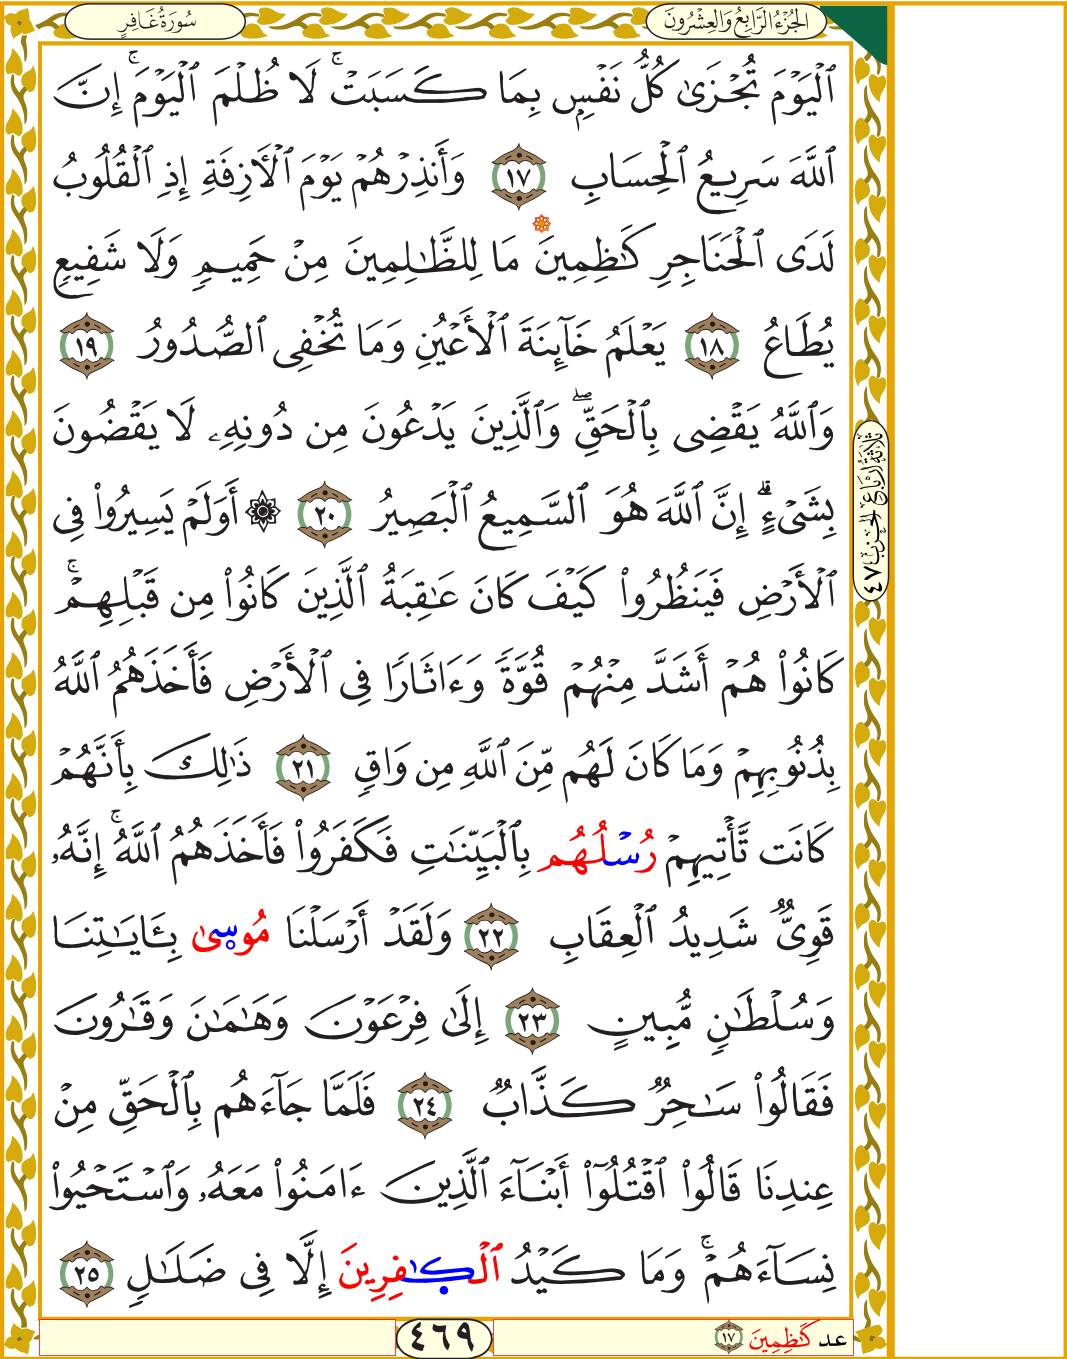 الجُزْءُ الرَّابِعُ وَالعِشْرُونَ
سُورَةُ غَافِرٍ
ٱلۡيَوۡمَ تُجۡزَىٰ كُلُّ نَفۡسِۭ بِمَا كَسَبَتۡۚ لَا ظُلۡمَ ٱلۡيَوۡمَۚ إِنَّ
ٱللَّهَ سَرِيعُ ٱلۡحِسَابِ ١٧ وَأَنذِرۡهُمۡ يَوۡمَ ٱلۡأٓزِفَةِ إِذِ ٱلۡقُلُوبُ
لَدَى ٱلۡحَنَاجِرِ كَٰظِمِينَۚ مَا لِلظَّٰلِمِينَ مِنۡ حَمِيمٖ وَلَا شَفِيعٖ
يُطَاعُ ١٨ يَعۡلَمُ خَآئِنَةَ ٱلۡأَعۡيُنِ وَمَا تُخۡفِي ٱلصُّدُورُ ١٩
وَٱللَّهُ يَقۡضِي بِٱلۡحَقِّۖ وَٱلَّذِينَ يَدۡعُونَ مِن دُونِهِۦ لَا يَقۡضُونَ
بِشَيۡءٍۗ إِنَّ ٱللَّهَ هُوَ ٱلسَّمِيعُ ٱلۡبَصِيرُ ٢٠ ۞ أَوَلَمۡ يَسِيرُواْ فِي
ٱلۡأَرۡضِ فَيَنظُرُواْ كَيۡفَ كَانَ عَٰقِبَةُ ٱلَّذِينَ كَانُواْ مِن قَبۡلِهِمۡۚ
كَانُواْ هُمۡ أَشَدَّ مِنۡهُمۡ قُوَّةٗ وَءَاثَارٗا فِي ٱلۡأَرۡضِ فَأَخَذَهُمُ ٱللَّهُ
بِذُنُوبِهِمۡ وَمَا كَانَ لَهُم مِّنَ ٱللَّهِ مِن وَاقٖ ٢١ ذَٰلِكَ بِأَنَّهُمۡ
كَانَت تَّأۡتِيهِمۡ رُسۡلُهُم بِٱلۡبَيِّنَٰتِ فَكَفَرُواْ فَأَخَذَهُمُ ٱللَّهُۚ إِنَّهُۥ
قَوِيّٞ شَدِيدُ ٱلۡعِقَابِ ٢٢ وَلَقَدۡ أَرۡسَلۡنَا مُوسٜىٰ بِـَٔايَٰتِنَا
وَسُلۡطَٰنٖ مُّبِينٍ ٢٣ إِلَىٰ فِرۡعَوۡنَ وَهَٰمَٰنَ وَقَٰرُونَ
فَقَالُواْ سَٰحِرٞ كَذَّابٞ ٢٤ فَلَمَّا جَآءَهُم بِٱلۡحَقِّ مِنۡ
عِندِنَا قَالُواْ ٱقۡتُلُوٓاْ أَبۡنَآءَ ٱلَّذِينَ ءَامَنُواْ مَعَهُۥ وَٱسۡتَحۡيُواْ
نِسَآءَهُمۡۚ وَمَا كَيۡدُ ٱلۡكٰٜفِرِينَ إِلَّا فِي ضَلَٰلٖ ٢٥
ثَلَاثَةُ أَرْبَاعِ الحِزْبِ ٤٧
عد كَٰظِمِينَ ١٧
٤٦٩